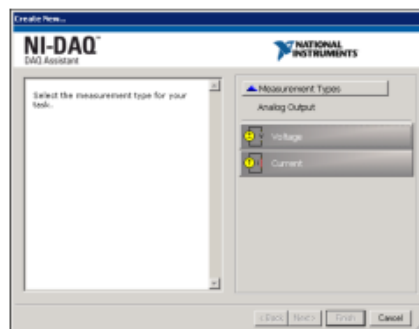 Create New...
NI-DAQ™
DAQ Assistant
NATIONAL
INSTRUMENTS
Select the measurement type for your
task.
Measurement Types
Analog Output
Voltage
Current
< Back
Next >
Finish
Cancel